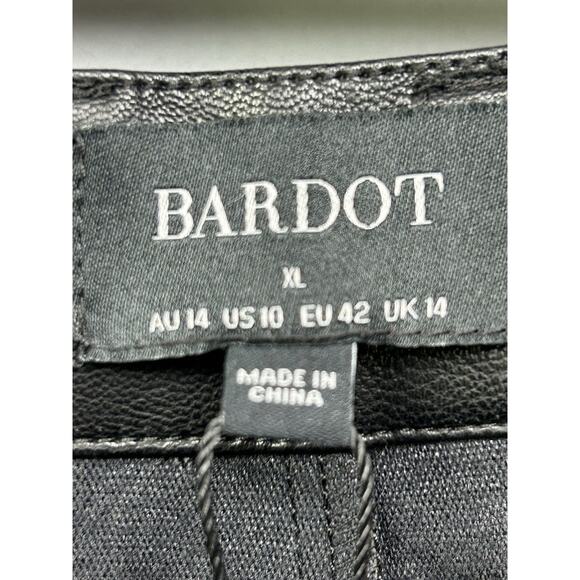 BARDOT
XL
AU 14 US 10 EU 42 UK 14
MADE IN
CHINA